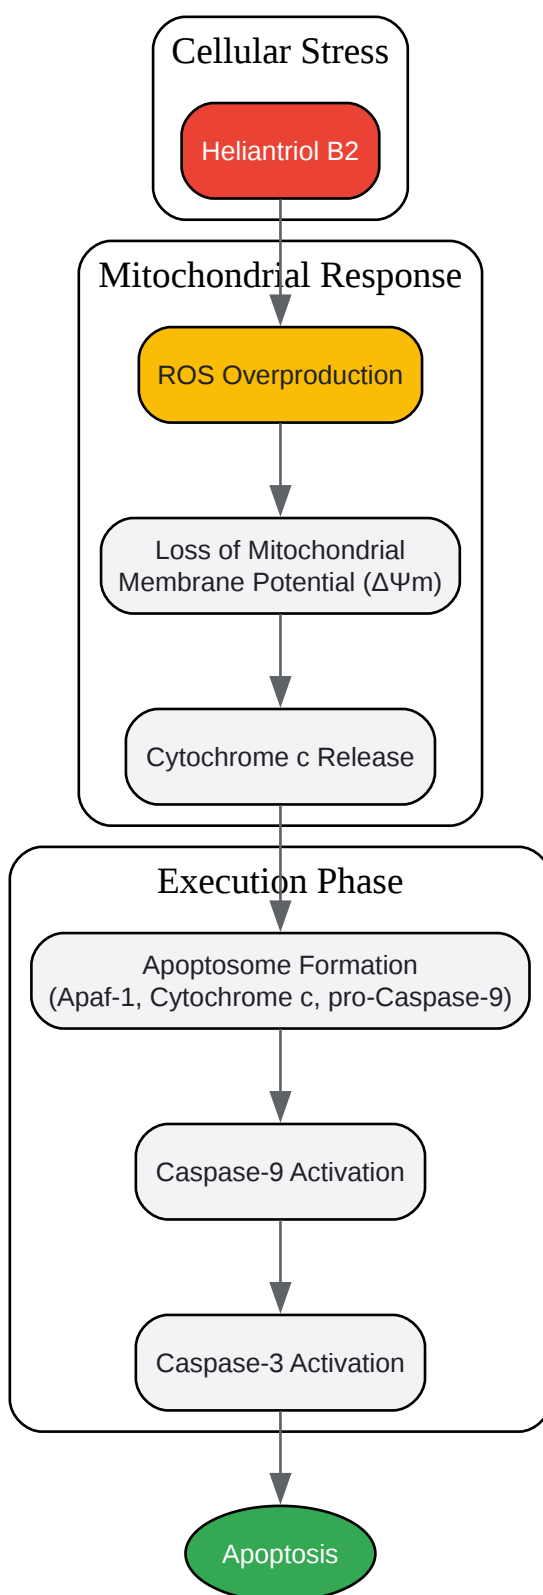 Cellular Stress
Heliantriol B2
Mitochondrial Response
ROS Overproduction
Loss of Mitochondrial
Membrane Potential (ΔΨm)
Cytochrome c Release
Execution Phase
Apoptosome Formation
(Apaf-1, Cytochrome c, pro-Caspase-9)
Caspase-9 Activation
Caspase-3 Activation
Apoptosis